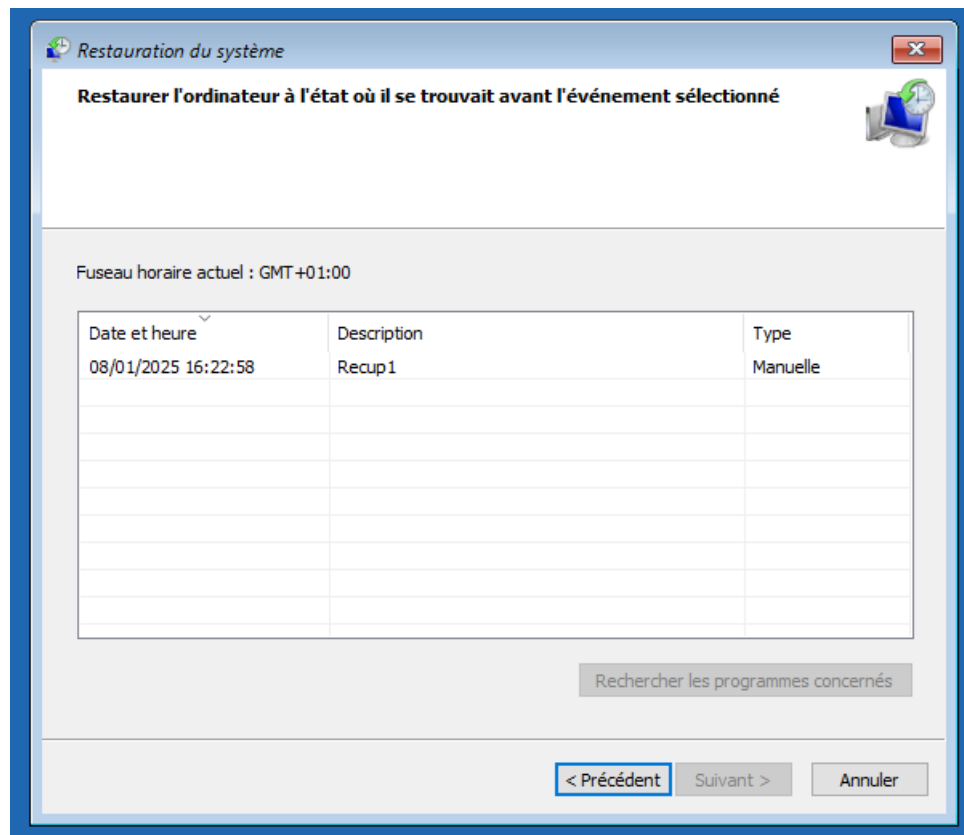 Restauration du système
Restaurer l'ordinateur à l'état où il se trouvait avant l'événement sélectionné
Fuseau horaire actuel : GMT+01:00
Date et heure Description Type
08/01/2025 16:22:58 Recup1 Manuelle
Rechercher les programmes concernés
< Précédent Suivant > Annuler